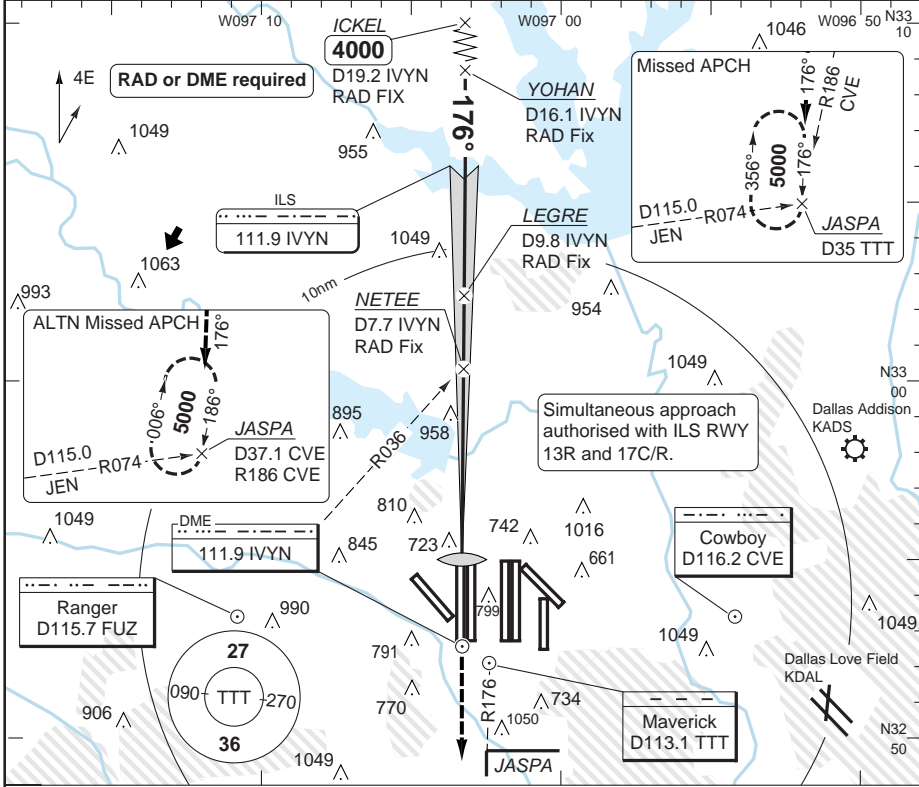 W097 10
W097 00
W096 50
N33
10
ICKEL
4000
D19.2 IVYN
RAD FIX
4E
RAD or DME required
1049
955
176°
YOHAN
D16.1 IVYN
RAD Fix
1046
Missed APCH
176°
R186
CVE
356°
5000
176°
D115.0
R074
JEN
JASPA
D35 TTT
ILS
111.9 IVYN
1063
1049
LEGRE
D9.8 IVYN
RAD Fix
10nm
993
954
NETEE
D7.7 IVYN
RAD Fix
ALTN Missed APCH
176°
006°
5000
186°
D115.0
R074
JEN
JASPA
D37.1 CVE
R186 CVE
1049
N33
00
895
958
R036
Simultaneous approach
authorised with ILS RWY
13R and 17C/R.
Dallas Addison
KADS
1049
810
DME
111.9 IVYN
845
723
742
1016
661
Cowboy
D116.2 CVE
Ranger
D115.7 FUZ
990
799
791
1049
1049
27
090
TTT
270
36
906
770
R176
1050
734
Maverick
D113.1 TTT
Dallas Love Field
KDAL
N32
50
1049
JASPA